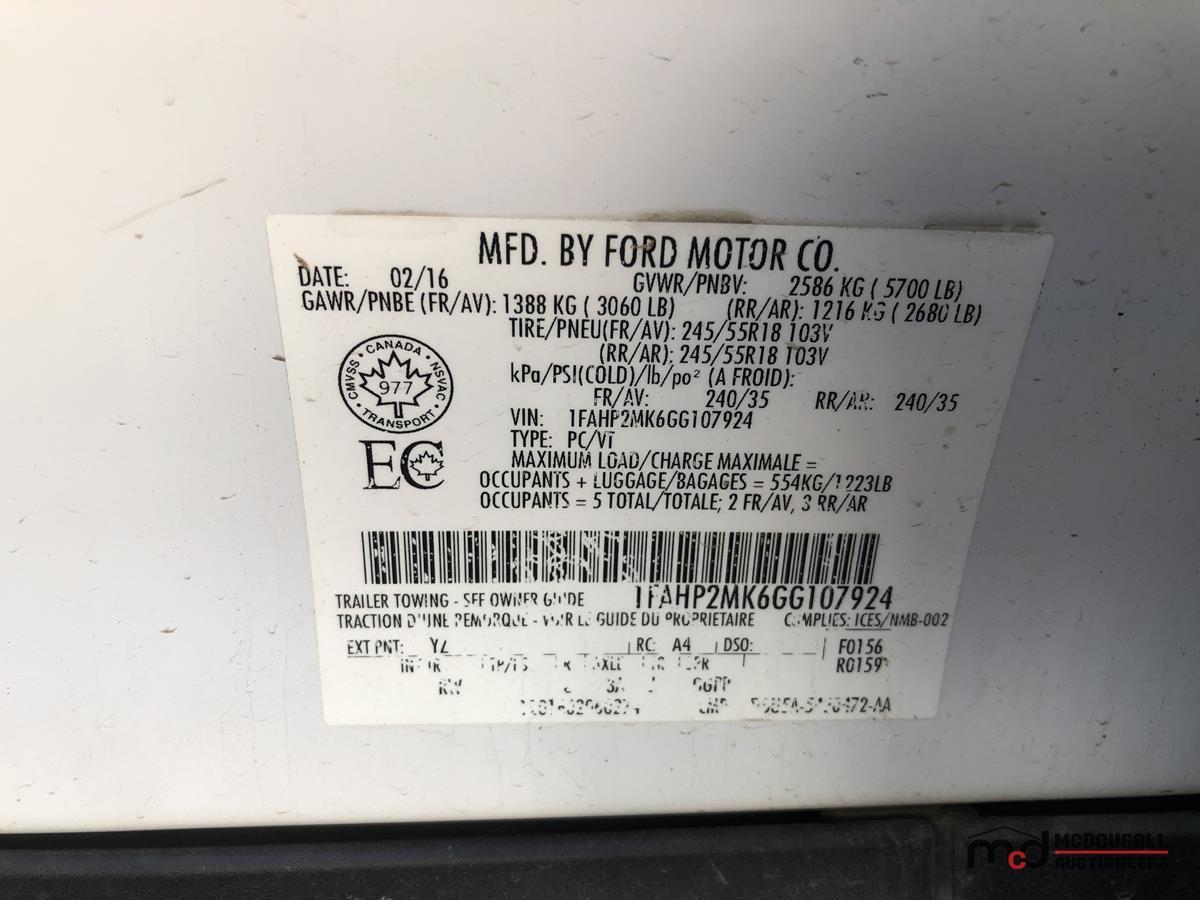 MFD. BY FORD MOTOR CO.
DATE: 02/16 GVWR/PNBV: 2586 KG ( 5700 LB)
GAWR/PNBE (FR/AV): 1388 KG ( 3060 LB) (RR/AR): 1216 KG ( 2680 LB)
TIRE/PNEU(FR/AV): 245/55R18 103V
(RR/AR): 245/55R18 103V
kPa/PSI(COLD)/lb/po² (A FROID):
FR/AV: 240/35 RR/AR: 240/35
VIN: 1FAHP2MK6GG107924
TYPE: PC/VT
MAXIMUM LOAD/CHARGE MAXIMALE =
OCCUPANTS + LUGGAGE/BAGAGES = 554KG/1223LB
OCCUPANTS = 5 TOTAL/TOTALE; 2 FR/AV, 3 RR/AR
CMVSS • CANADA • NSVAC • TRANSPORT •
977
EC
1FAHP2MK6GG107924
TRAILER TOWING - SEE OWNER GUIDE
TRACTION D'UNE REMORQUE - VOIR LE GUIDE DU PROPRIETAIRE COMPLIES: ICES/NMB-002
EXT PNT: YZ RC: A4 DSO: F0156
R0159
mcd MCDOUGALL
AUCTIONEERS